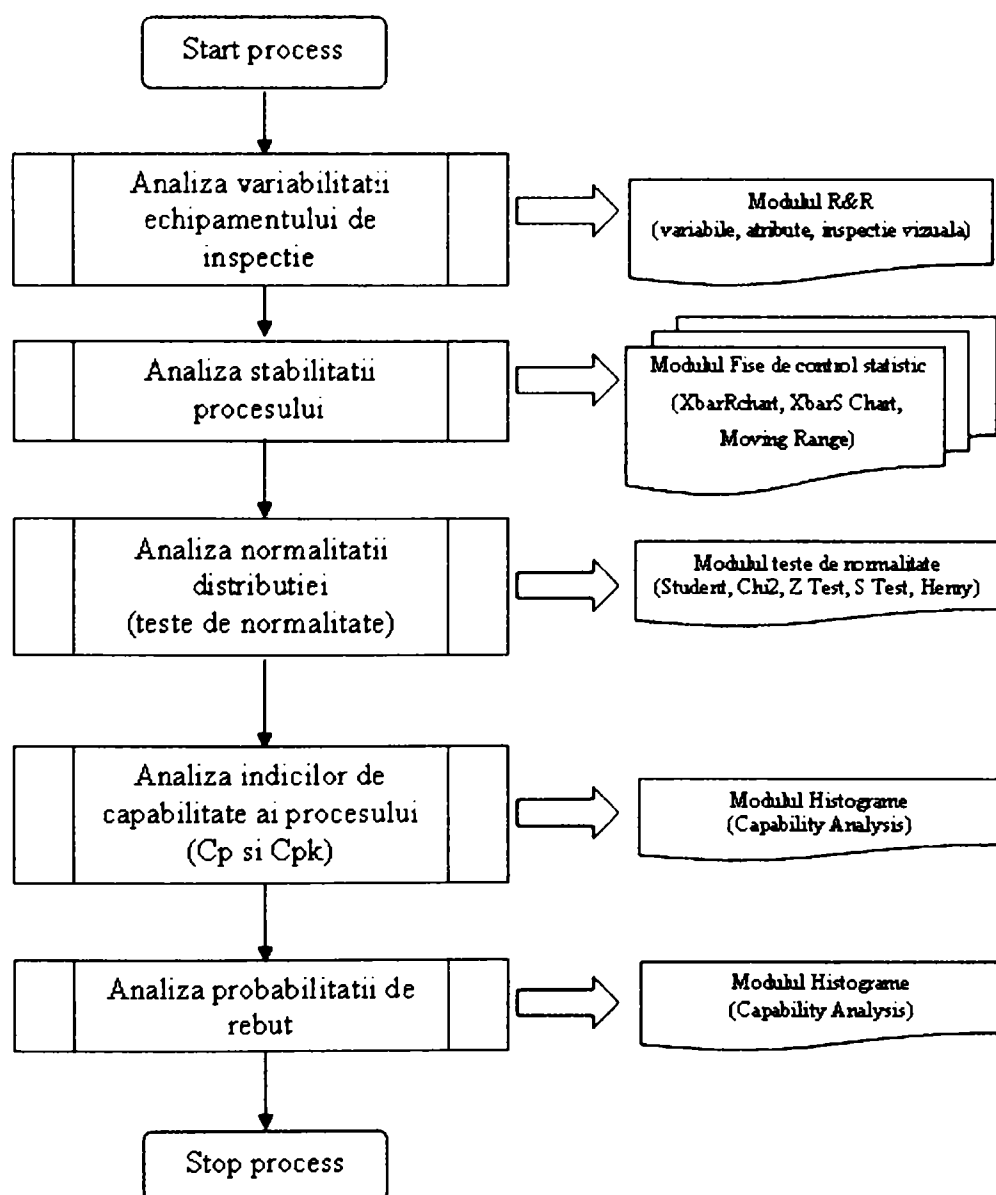 Start process
Analiza variabilitatii
echipamentului de
inspectie
Modulul R&R
(variabile, atribute, inspectie vizuala)
Analiza stabilitatii
procesului
Modulul Fise de control statistic
(XbarRchart, XbarS Chart,
Moving Range)
Analiza normalitatii
distributiei
(teste de normalitate)
Modulul teste de normalitate
(Student, Chi2, Z Test, S Test, Henry)
Analiza indicilor de
capabilitate ai procesului
(Cp si Cpk)
Modulul Histograme
(Capability Analysis)
Analiza probabilitatii de
rebut
Modulul Histograme
(Capability Analysis)
Stop process